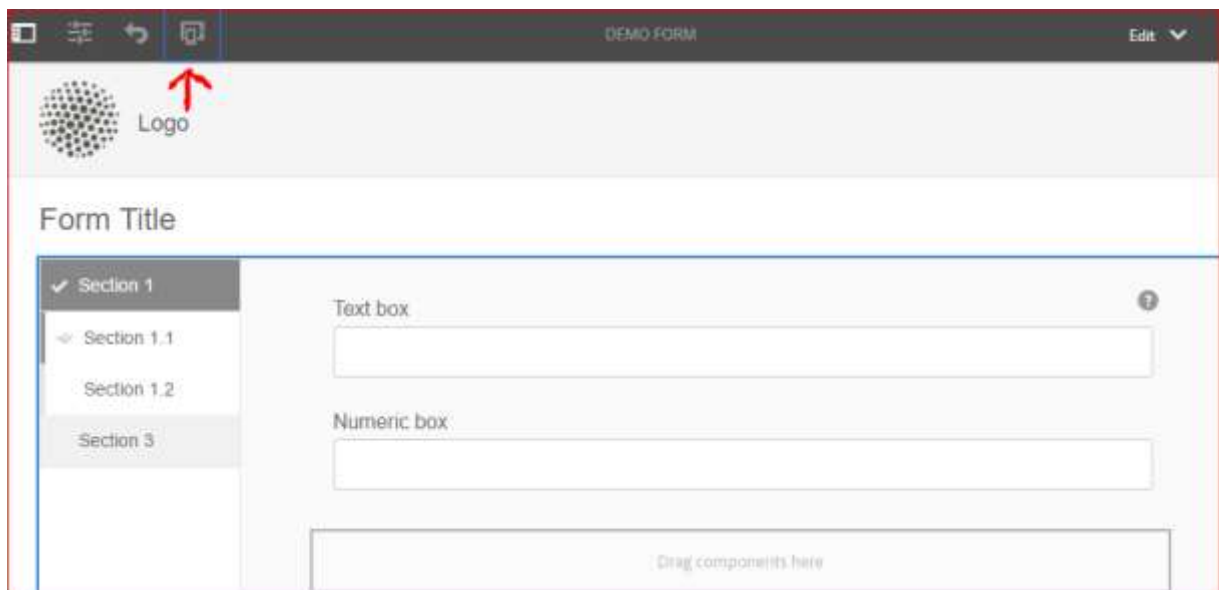 DEMO FORM
Edit
Logo
Form Title
Section 1
Section 1.1
Section 1.2
Section 3
Text box
Numeric box
Drag components here